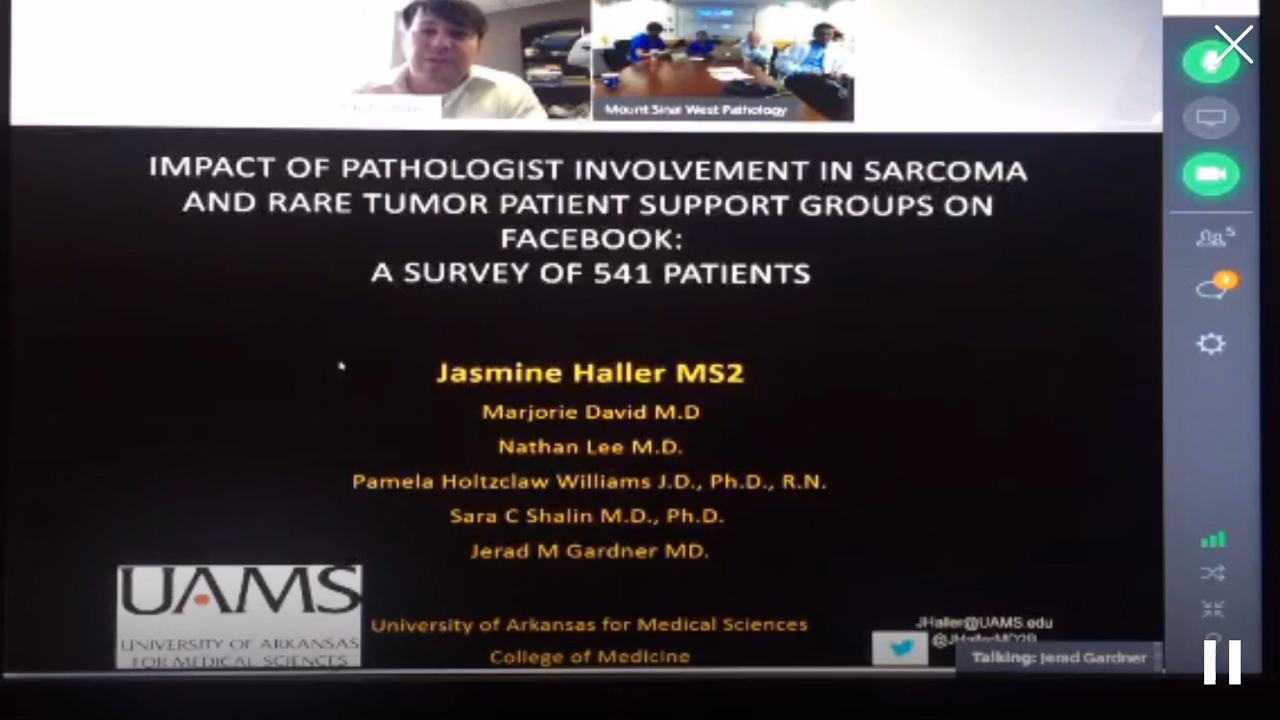 Mount Sinai West Pathology
IMPACT OF PATHOLOGIST INVOLVEMENT IN SARCOMA
AND RARE TUMOR PATIENT SUPPORT GROUPS ON
FACEBOOK:
A SURVEY OF 541 PATIENTS
Jasmine Haller MS2
Marjorie David M.D
Nathan Lee M.D.
Pamela Holtzclaw Williams J.D., Ph.D., R.N.
Sara C Shalin M.D., Ph.D.
Jerad M Gardner MD.
UAMS
UNIVERSITY OF ARKANSAS
FOR MEDICAL SCIENCES
University of Arkansas for Medical Sciences
College of Medicine
JHaller@UAMS.edu
Talking: Jerad Gardner
5